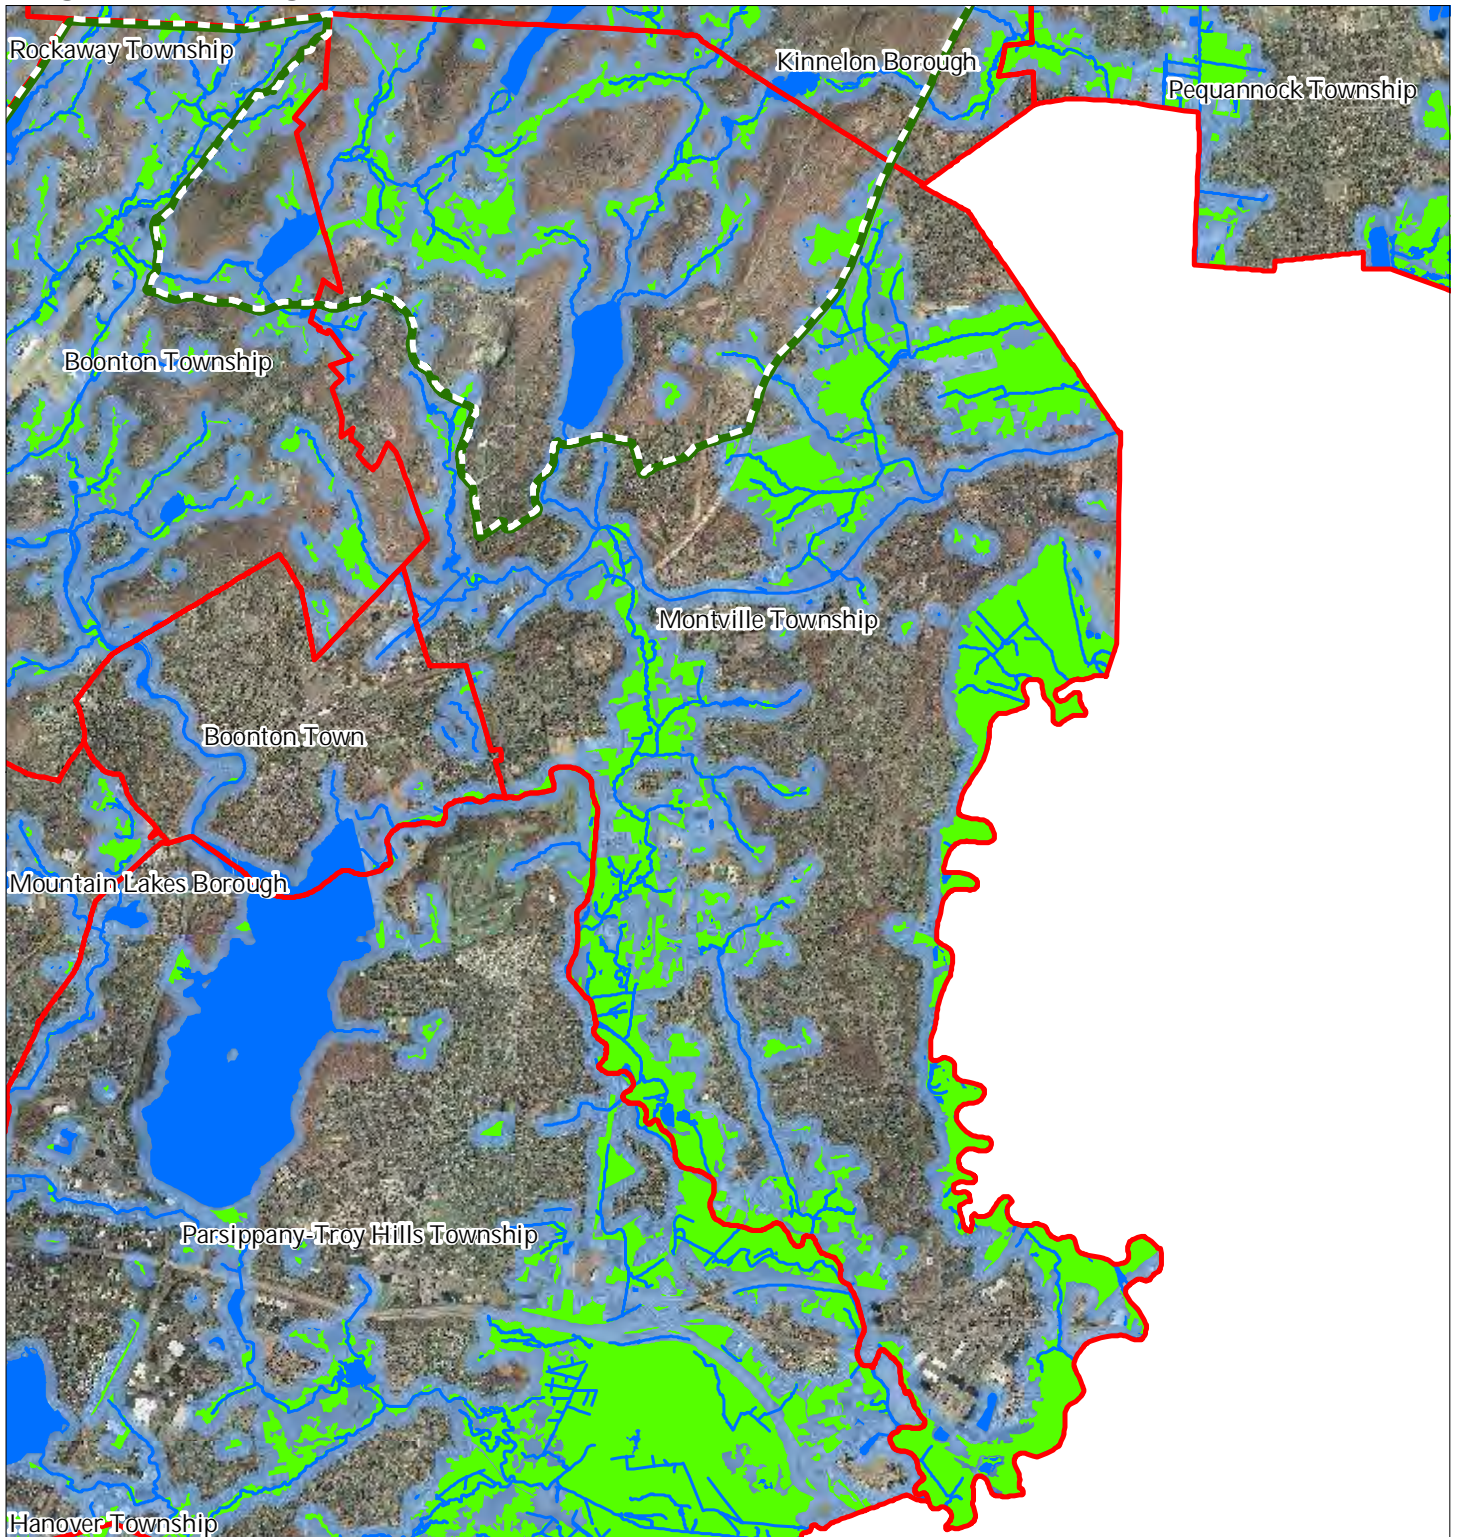 Rockaway Township
Kinnelon Borough
Pequannock Township
Boonton Township
Montville Township
Boonton Town
Mountain Lakes Borough
Parsippany-Troy Hills Township
Hanover Township